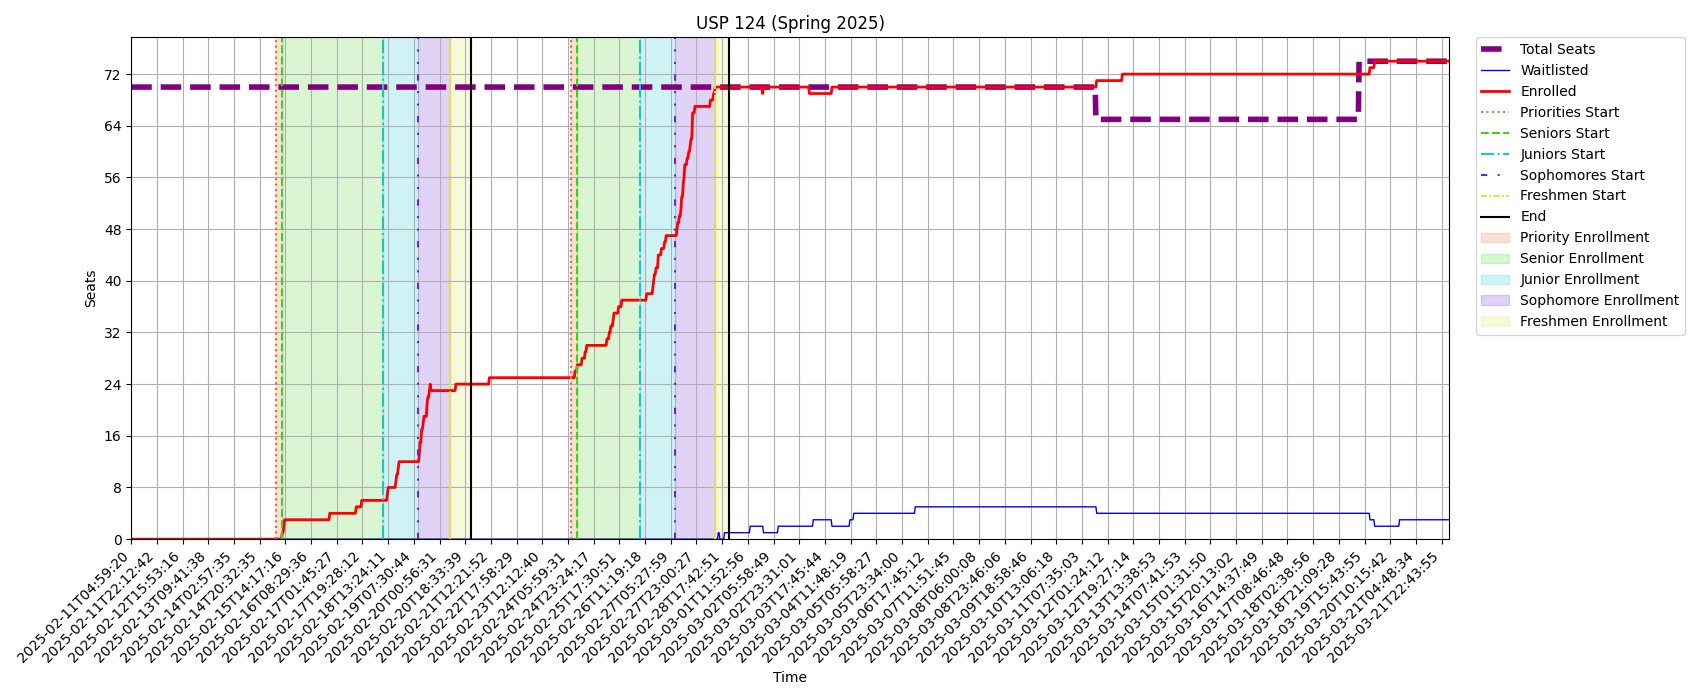 USP 124 (Spring 2025)
Total Seats
Waitlisted
Enrolled
Priorities Start
Seniors Start
Juniors Start
Sophomores Start
Freshmen Start
End
Priority Enrollment
Senior Enrollment
Junior Enrollment
Sophomore Enrollment
Freshmen Enrollment
Seats
72
64
56
48
40
32
24
16
8
0
2025-02-11T04:59:20
2025-02-11T22:12:42
2025-02-12T15:53:16
2025-02-13T09:41:38
2025-02-14T02:57:35
2025-02-14T20:32:35
2025-02-15T14:17:16
2025-02-16T08:29:36
2025-02-17T01:45:27
2025-02-17T19:28:12
2025-02-18T13:24:11
2025-02-19T07:30:44
2025-02-20T00:56:31
2025-02-20T18:33:39
2025-02-21T12:21:52
2025-02-22T17:58:29
2025-02-23T12:12:40
2025-02-24T05:59:31
2025-02-24T23:24:17
2025-02-25T17:30:51
2025-02-26T11:19:18
2025-02-27T05:27:59
2025-02-27T23:00:27
2025-02-28T17:42:51
2025-03-01T11:52:56
2025-03-02T05:58:49
2025-03-02T23:31:01
2025-03-03T17:45:44
2025-03-04T11:48:19
2025-03-05T05:58:27
2025-03-05T23:34:00
2025-03-06T17:45:12
2025-03-07T11:51:45
2025-03-08T06:00:08
2025-03-08T23:46:06
2025-03-09T18:58:46
2025-03-10T13:06:18
2025-03-11T07:35:03
2025-03-12T01:24:12
2025-03-12T19:27:14
2025-03-13T13:38:53
2025-03-14T07:41:53
2025-03-15T01:31:50
2025-03-15T20:13:02
2025-03-16T14:37:49
2025-03-17T08:46:48
2025-03-18T02:38:56
2025-03-18T21:09:28
2025-03-19T15:43:55
2025-03-20T10:15:42
2025-03-21T04:48:34
2025-03-21T22:43:55
Time